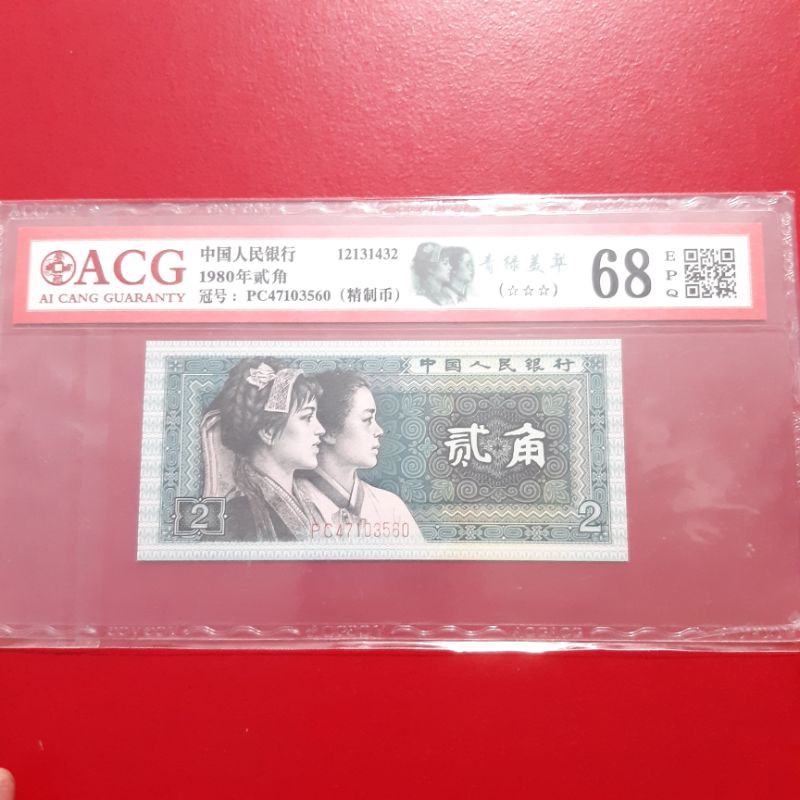 ACG
AI CANG GUARANTY
中国人民银行 12131432
1980年贰角
冠号: PC47103560 (精制币)
青绿美翠
(☆☆☆)
68
EPQ
中国人民银行
贰角
2
PC47103560
2